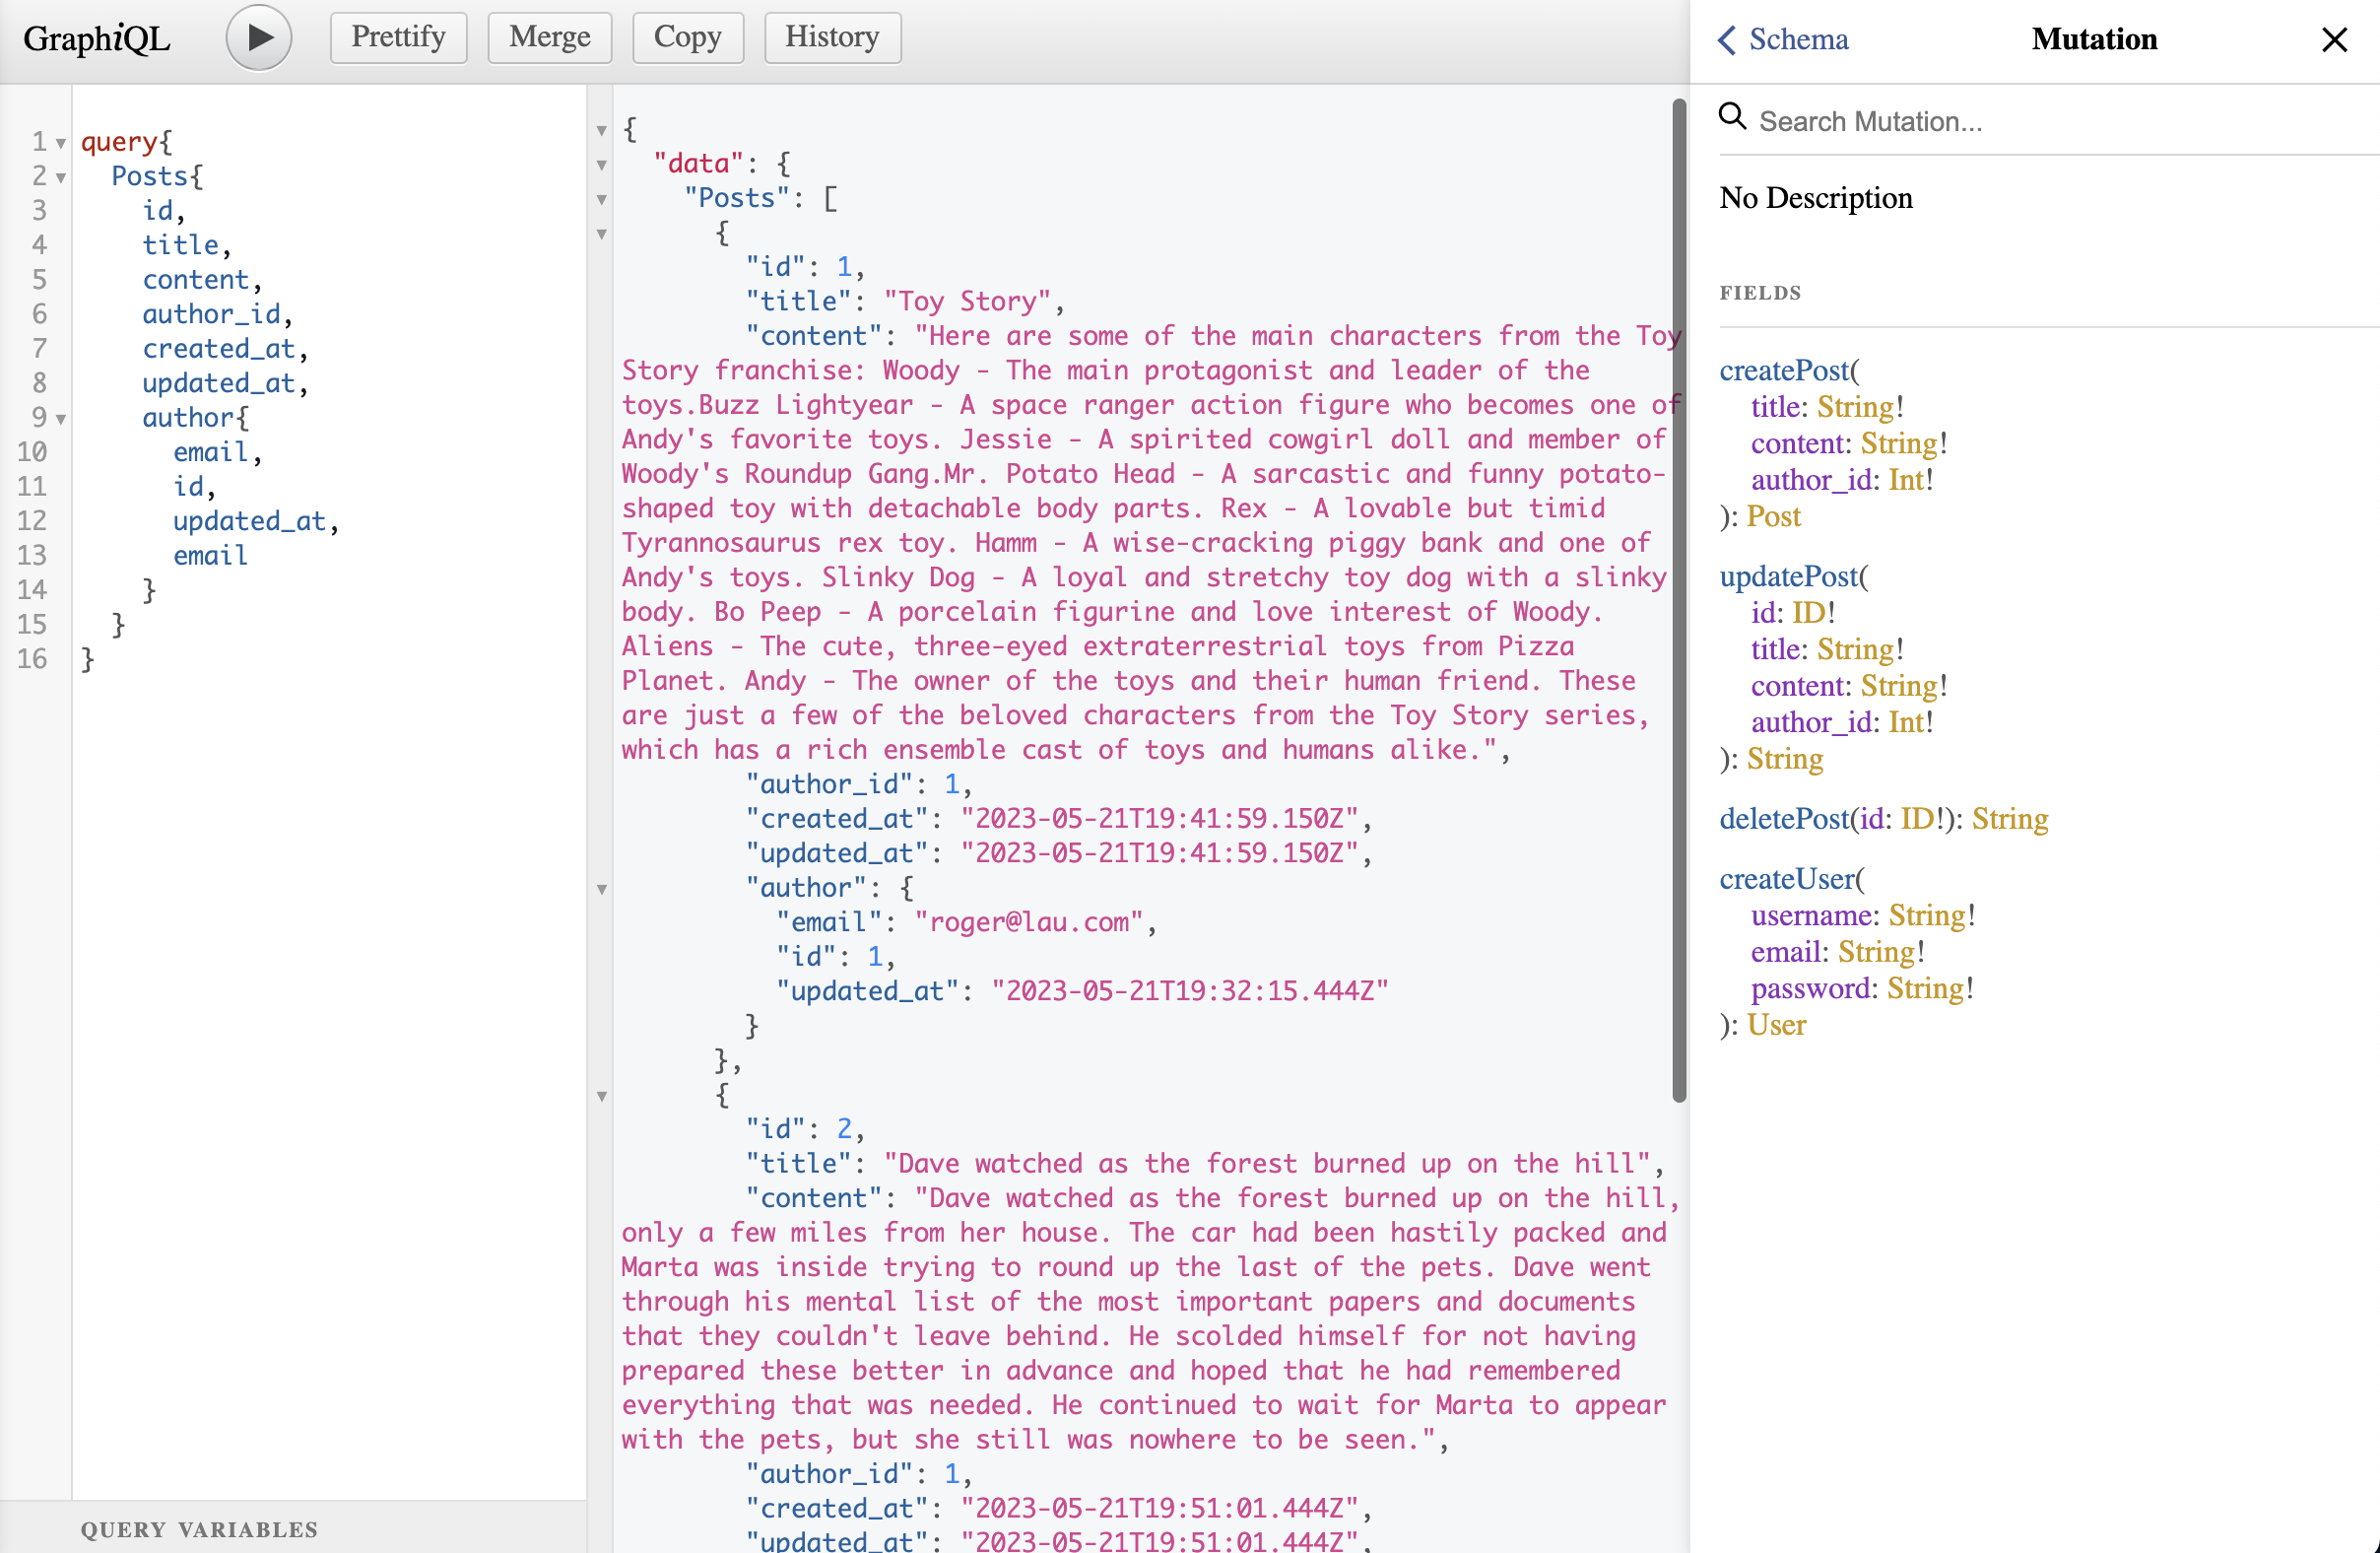 GraphiQL
Prettify
Merge
Copy
History
1 query{
2 Posts{
3 id,
4 title,
5 content,
6 author_id,
7 created_at,
8 updated_at,
9 author{
10 email,
11 id,
12 updated_at,
13 email
14 }
15 }
16 }
QUERY VARIABLES
{
"data": {
"Posts": [
{
"id": 1,
"title": "Toy Story",
"content": "Here are some of the main characters from the Toy
Story franchise: Woody - The main protagonist and leader of the
toys.Buzz Lightyear - A space ranger action figure who becomes one of
Andy's favorite toys. Jessie - A spirited cowgirl doll and member of
Woody's Roundup Gang.Mr. Potato Head - A sarcastic and funny potato-
shaped toy with detachable body parts. Rex - A lovable but timid
Tyrannosaurus rex toy. Hamm - A wise-cracking piggy bank and one of
Andy's toys. Slinky Dog - A loyal and stretchy toy dog with a slinky
body. Bo Peep - A porcelain figurine and love interest of Woody.
Aliens - The cute, three-eyed extraterrestrial toys from Pizza
Planet. Andy - The owner of the toys and their human friend. These
are just a few of the beloved characters from the Toy Story series,
which has a rich ensemble cast of toys and humans alike.",
"author_id": 1,
"created_at": "2023-05-21T19:41:59.150Z",
"updated_at": "2023-05-21T19:41:59.150Z",
"author": {
"email": "roger@lau.com",
"id": 1,
"updated_at": "2023-05-21T19:32:15.444Z"
}
},
{
"id": 2,
"title": "Dave watched as the forest burned up on the hill",
"content": "Dave watched as the forest burned up on the hill,
only a few miles from her house. The car had been hastily packed and
Marta was inside trying to round up the last of the pets. Dave went
through his mental list of the most important papers and documents
that they couldn't leave behind. He scolded himself for not having
prepared these better in advance and hoped that he had remembered
everything that was needed. He continued to wait for Marta to appear
with the pets, but she still was nowhere to be seen.",
"author_id": 1,
"created_at": "2023-05-21T19:51:01.444Z",
"updated_at": "2023-05-21T19:51:01.444Z",
Schema
Mutation
Search Mutation...
No Description
FIELDS
createPost(
title: String!
content: String!
author_id: Int!
): Post
updatePost(
id: ID!
title: String!
content: String!
author_id: Int!
): String
deletePost(id: ID!): String
createUser(
username: String!
email: String!
password: String!
): User